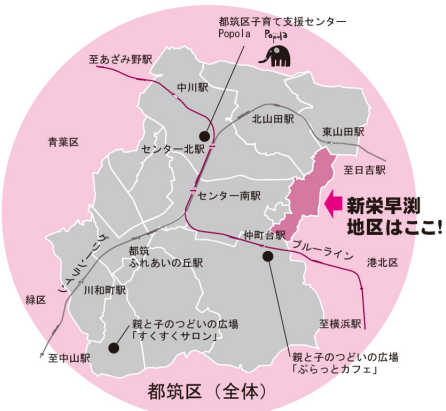 都筑区子育て支援センター
Popola
Popola
至あざみ野駅
中川駅
北山田駅
東山田駅
青葉区
センター北駅
至日吉駅
センター南駅
新栄早渕
地区はここ!
仲町台駅
ブルーライン
グリーンライン
都筑
ふれあいの丘駅
港北区
川和町駅
緑区
親と子のつどいの広場
「すくすくサロン」
至横浜駅
至中山駅
親と子のつどいの広場
「ぷらっとカフェ」
都筑区（全体）